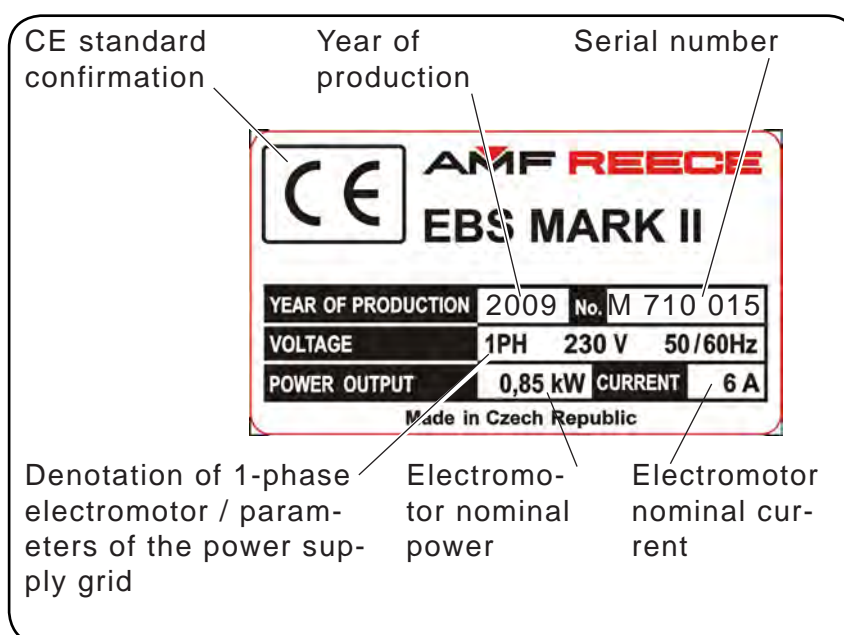 CE standard confirmation
Year of production
Serial number
CE
AMF REECE
EBS MARK II
YEAR OF PRODUCTION 2009 No. M 710 015
VOLTAGE 1PH 230 V 50/60Hz
POWER OUTPUT 0,85 kW CURRENT 6 A
Made in Czech Republic
Denotation of 1-phase
electromotor / param-
eters of the power sup-
ply grid
Electromo-
tor nominal
power
Electromotor
nominal cur-
rent